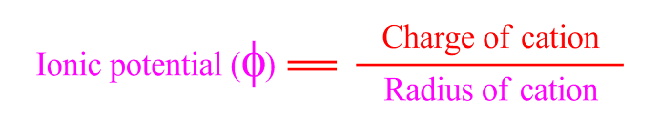 Ionic potential (ϕ) = Charge of cation
Radius of cation